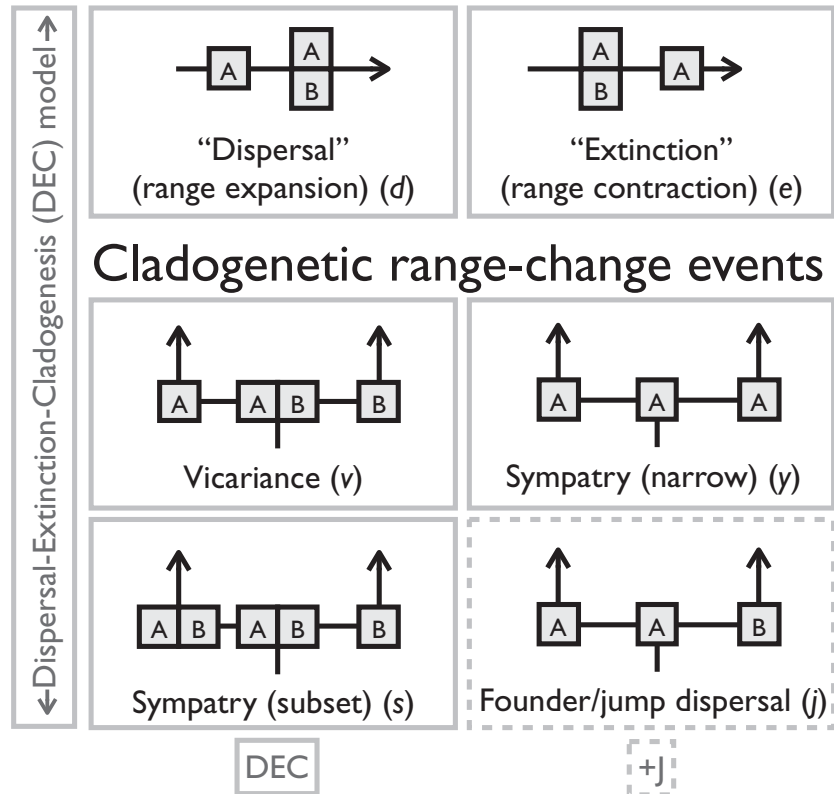 ←Dispersal-Extinction-Cladogenesis (DEC) model→
A
A
B
"Dispersal"
(range expansion) (d)
A
B
A
"Extinction"
(range contraction) (e)
Cladogenetic range-change events
A
A B
B
Vicariance (v)
A
A
A
Sympatry (narrow) (y)
A B
A B
B
Sympatry (subset) (s)
A
A
B
Founder/jump dispersal (j)
DEC
+J